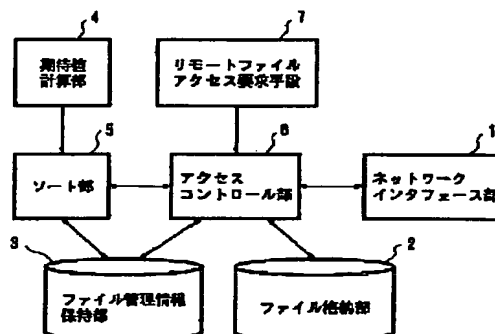 4
7
期待値
計算部
リモートファイル
アクセス要求手段
5
6
1
ソート部
アクセス
コントロール部
ネットワーク
インタフェース部
3
2
ファイル管理情報
保持部
ファイル格納部